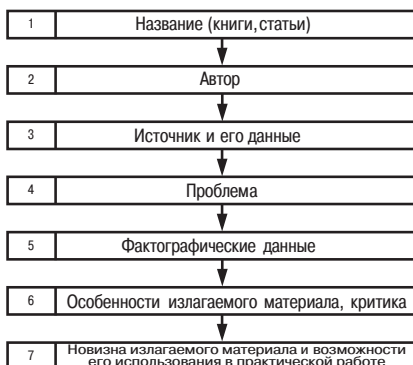 1 Название (книги,статьи)
2 Автор
3 Источник и его данные
4 Проблема
5 Фактографические данные
6 Особенности излагаемого материала, критика
7 Новизна излагаемого материала и возможности
его использования в практической работе